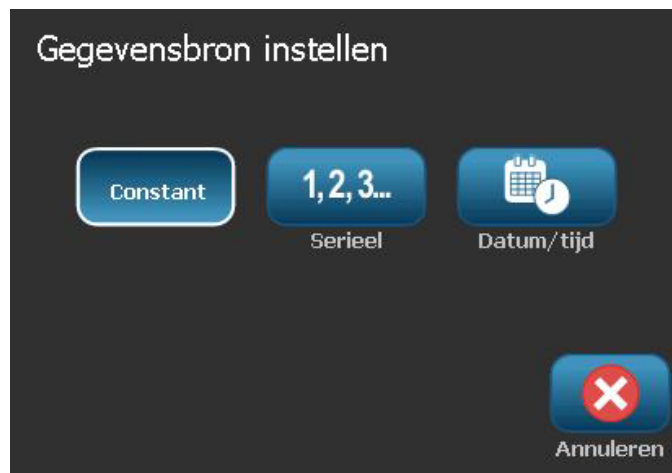 Gegevensbron instellen
Constant
1, 2, 3...
Serieel
Datum/tijd
Annuleren